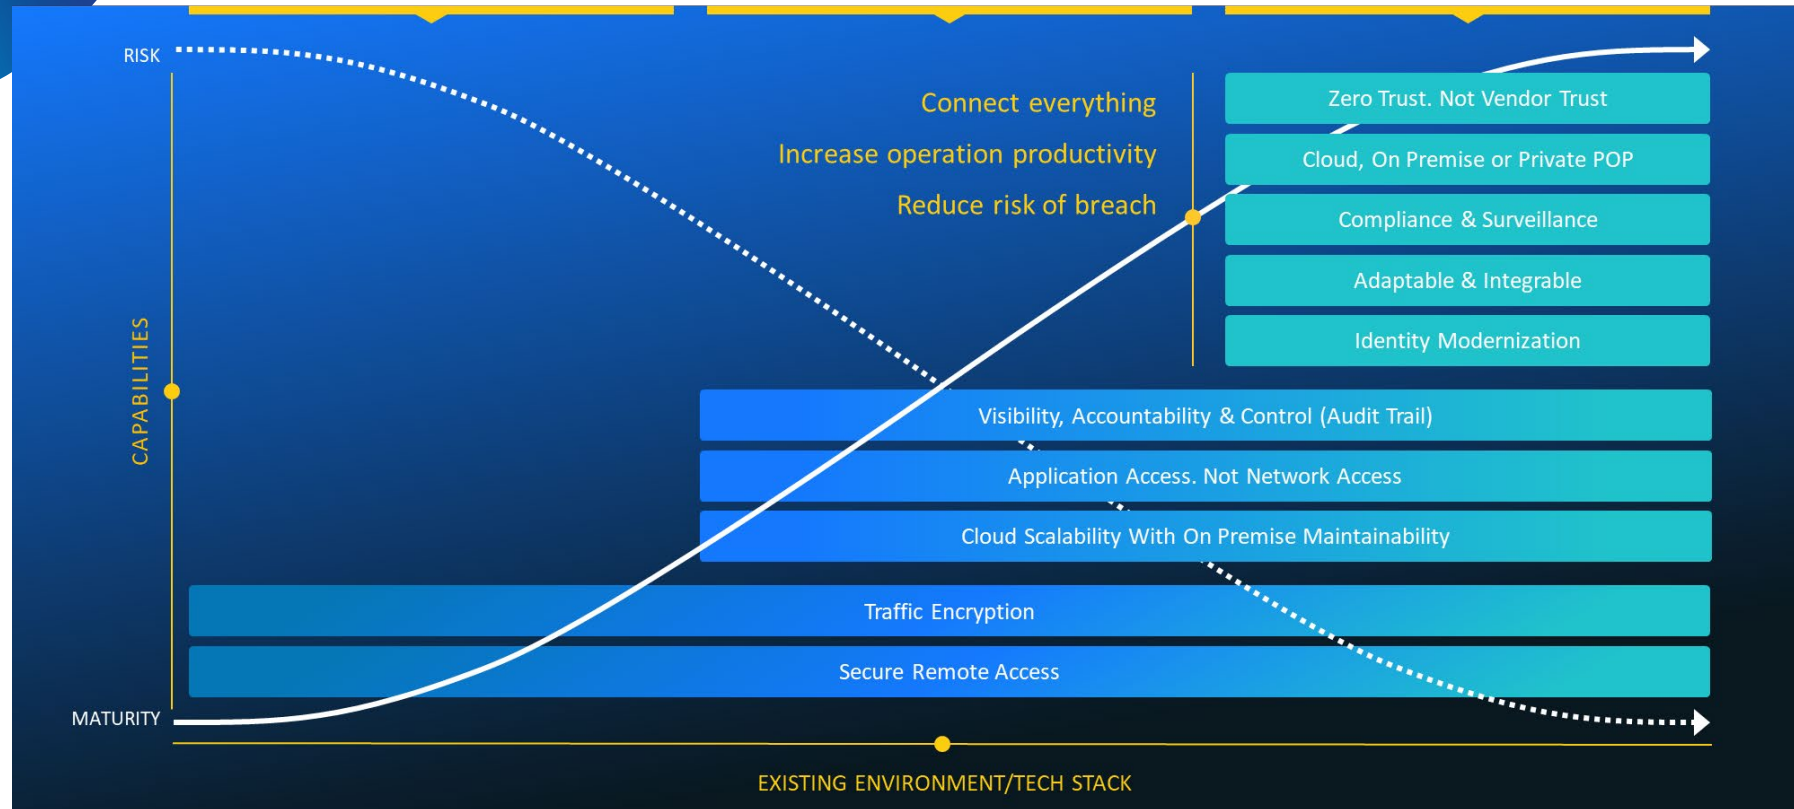 RISK
Connect everything
Increase operation productivity
Reduce risk of breach
Zero Trust. Not Vendor Trust
Cloud, On Premise or Private POP
Compliance & Surveillance
Adaptable & Integrable
Identity Modernization
CAPABILITIES
Visibility, Accountability & Control (Audit Trail)
Application Access. Not Network Access
Cloud Scalability With On Premise Maintainability
Traffic Encryption
Secure Remote Access
MATURITY
EXISTING ENVIRONMENT/TECH STACK